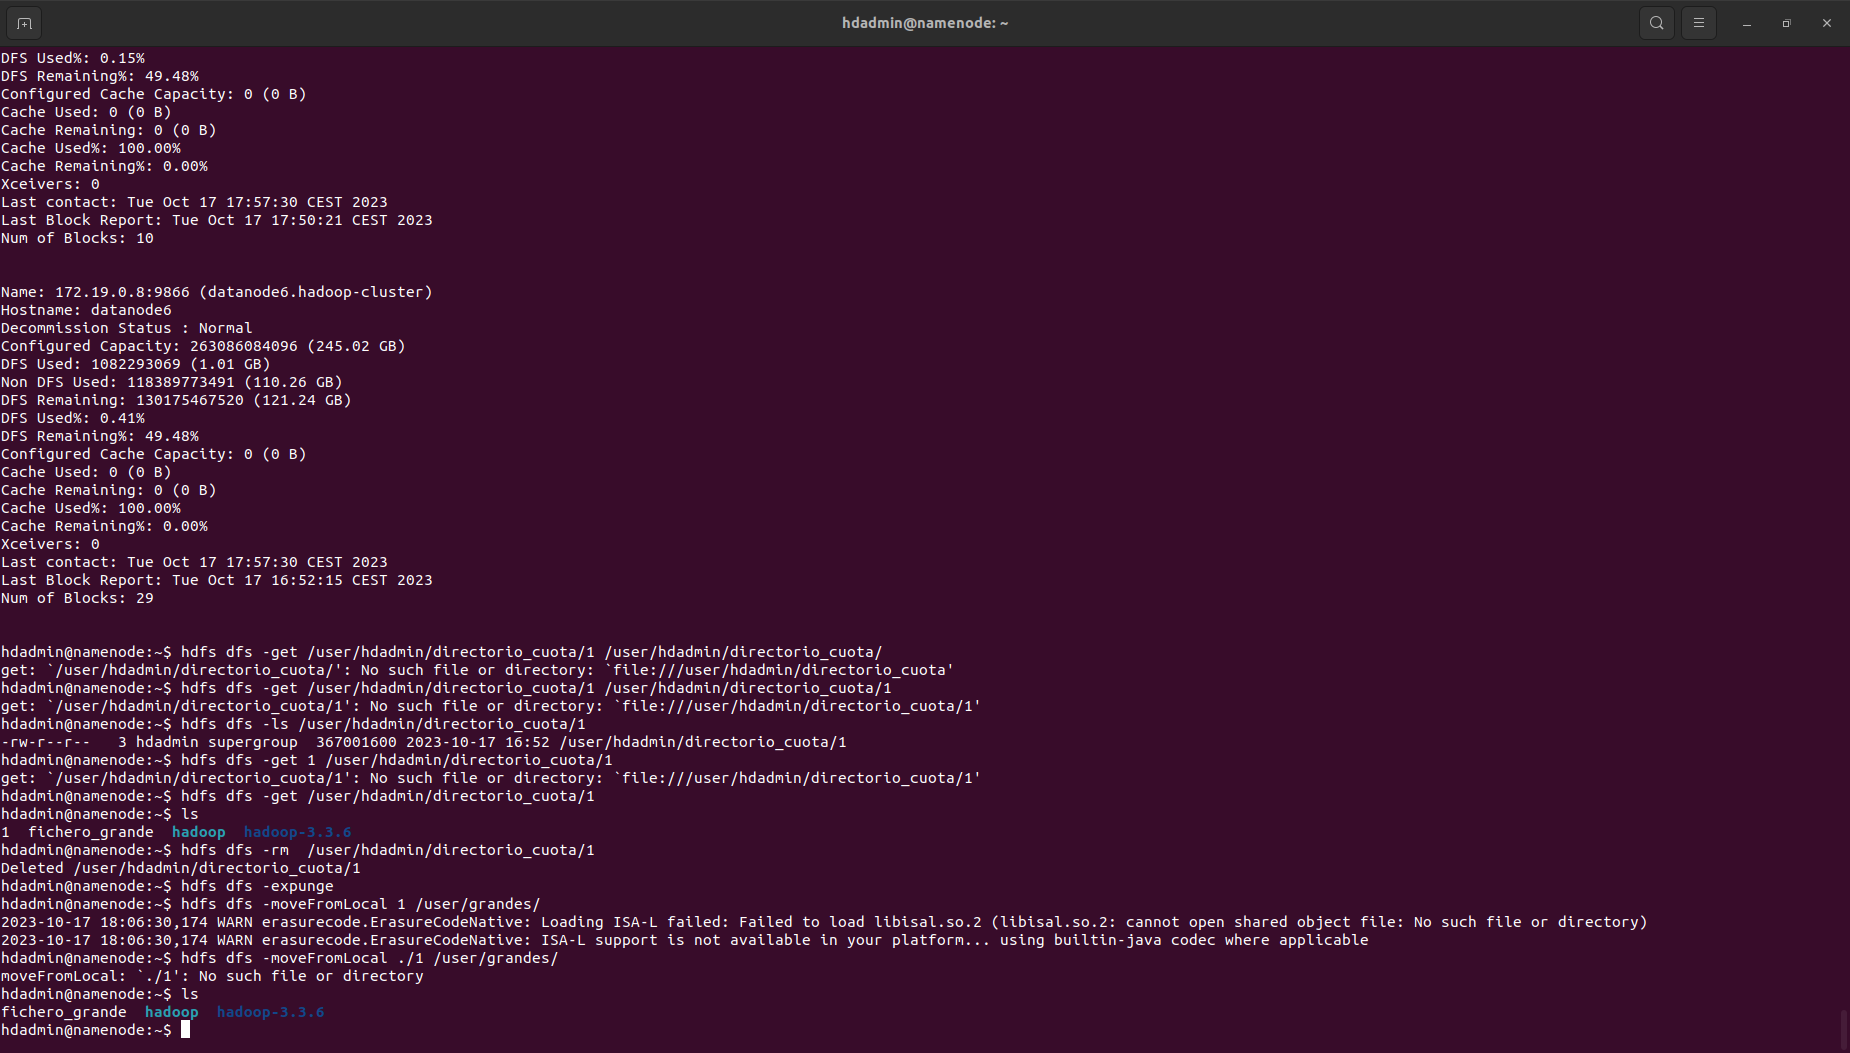 hdadmin@namenode: ~
DFS Used%: 0.15%
DFS Remaining%: 49.48%
Configured Cache Capacity: 0 (0 B)
Cache Used: 0 (0 B)
Cache Remaining: 0 (0 B)
Cache Used%: 100.00%
Cache Remaining%: 0.00%
Xceivers: 0
Last contact: Tue Oct 17 17:57:30 CEST 2023
Last Block Report: Tue Oct 17 17:50:21 CEST 2023
Num of Blocks: 10
Name: 172.19.0.8:9866 (datanode6.hadoop-cluster)
Hostname: datanode6
Decommission Status : Normal
Configured Capacity: 263086084096 (245.02 GB)
DFS Used: 1082293069 (1.01 GB)
Non DFS Used: 118389773491 (110.26 GB)
DFS Remaining: 130175467520 (121.24 GB)
DFS Used%: 0.41%
DFS Remaining%: 49.48%
Configured Cache Capacity: 0 (0 B)
Cache Used: 0 (0 B)
Cache Remaining: 0 (0 B)
Cache Used%: 100.00%
Cache Remaining%: 0.00%
Xceivers: 0
Last contact: Tue Oct 17 17:57:30 CEST 2023
Last Block Report: Tue Oct 17 16:52:15 CEST 2023
Num of Blocks: 29
hdadmin@namenode:~$ hdfs dfs -get /user/hdadmin/directorio_cuota/1 /user/hdadmin/directorio_cuota/
get: `/user/hdadmin/directorio_cuota/': No such file or directory: `file:///user/hdadmin/directorio_cuota'
hdadmin@namenode:~$ hdfs dfs -get /user/hdadmin/directorio_cuota/1 /user/hdadmin/directorio_cuota/1
get: `/user/hdadmin/directorio_cuota/1': No such file or directory: `file:///user/hdadmin/directorio_cuota/1'
hdadmin@namenode:~$ hdfs dfs -ls /user/hdadmin/directorio_cuota/1
-rw-r--r--   3 hdadmin supergroup  367001600 2023-10-17 16:52 /user/hdadmin/directorio_cuota/1
hdadmin@namenode:~$ hdfs dfs -get 1 /user/hdadmin/directorio_cuota/1
get: `/user/hdadmin/directorio_cuota/1': No such file or directory: `file:///user/hdadmin/directorio_cuota/1'
hdadmin@namenode:~$ hdfs dfs -get /user/hdadmin/directorio_cuota/1
hdadmin@namenode:~$ ls
1  fichero_grande  hadoop  hadoop-3.3.6
hdadmin@namenode:~$ hdfs dfs -rm  /user/hdadmin/directorio_cuota/1
Deleted /user/hdadmin/directorio_cuota/1
hdadmin@namenode:~$ hdfs dfs -expunge
hdadmin@namenode:~$ hdfs dfs -moveFromLocal 1 /user/grandes/
2023-10-17 18:06:30,174 WARN erasurecode.ErasureCodeNative: Loading ISA-L failed: Failed to load libisal.so.2 (libisal.so.2: cannot open shared object file: No such file or directory)
2023-10-17 18:06:30,174 WARN erasurecode.ErasureCodeNative: ISA-L support is not available in your platform... using builtin-java codec where applicable
hdadmin@namenode:~$ hdfs dfs -moveFromLocal ./1 /user/grandes/
moveFromLocal: `./1': No such file or directory
hdadmin@namenode:~$ ls
fichero_grande  hadoop  hadoop-3.3.6
hdadmin@namenode:~$